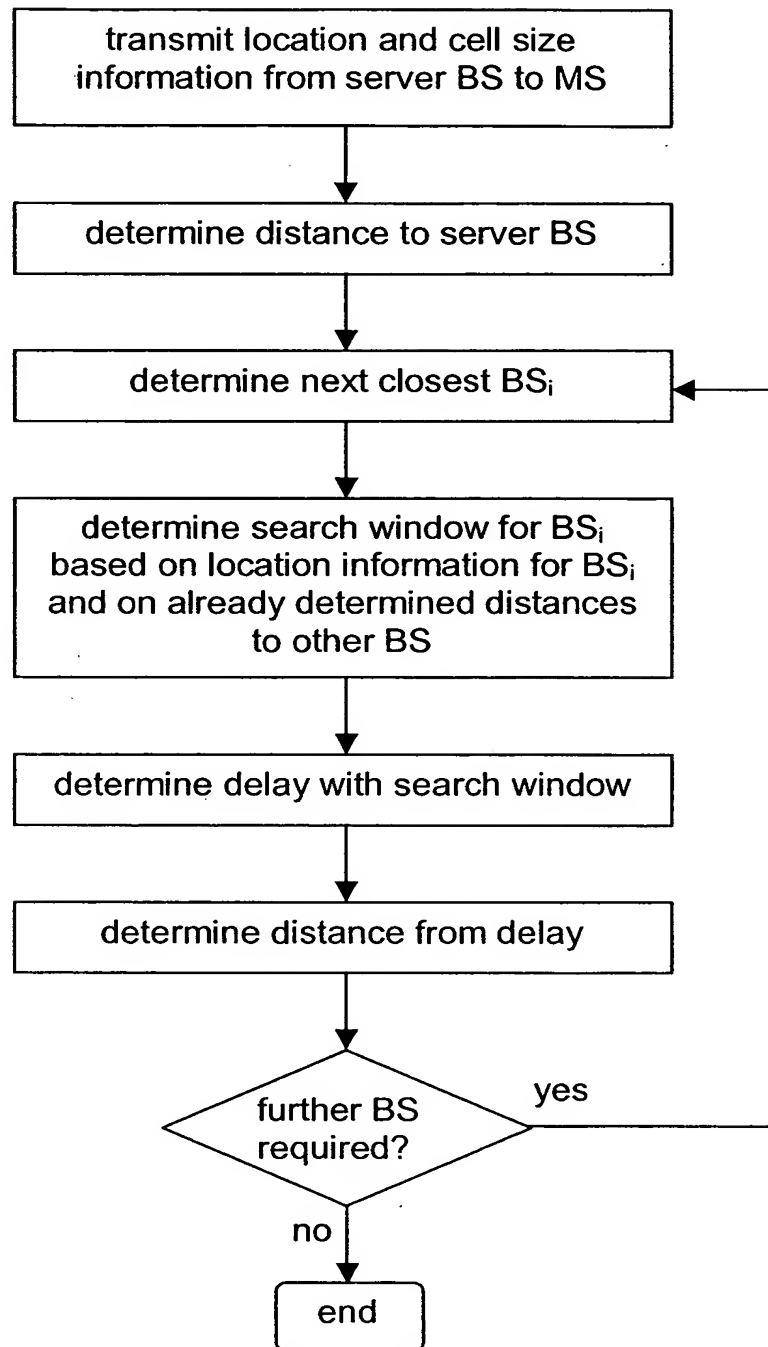 transmit location and cell size
information from server BS to MS
determine distance to server BS
determine next closest BSi
determine search window for BSi
based on location information for BSi
and on already determined distances
to other BS
determine delay with search window
determine distance from delay
further BS
required?
yes
no
end